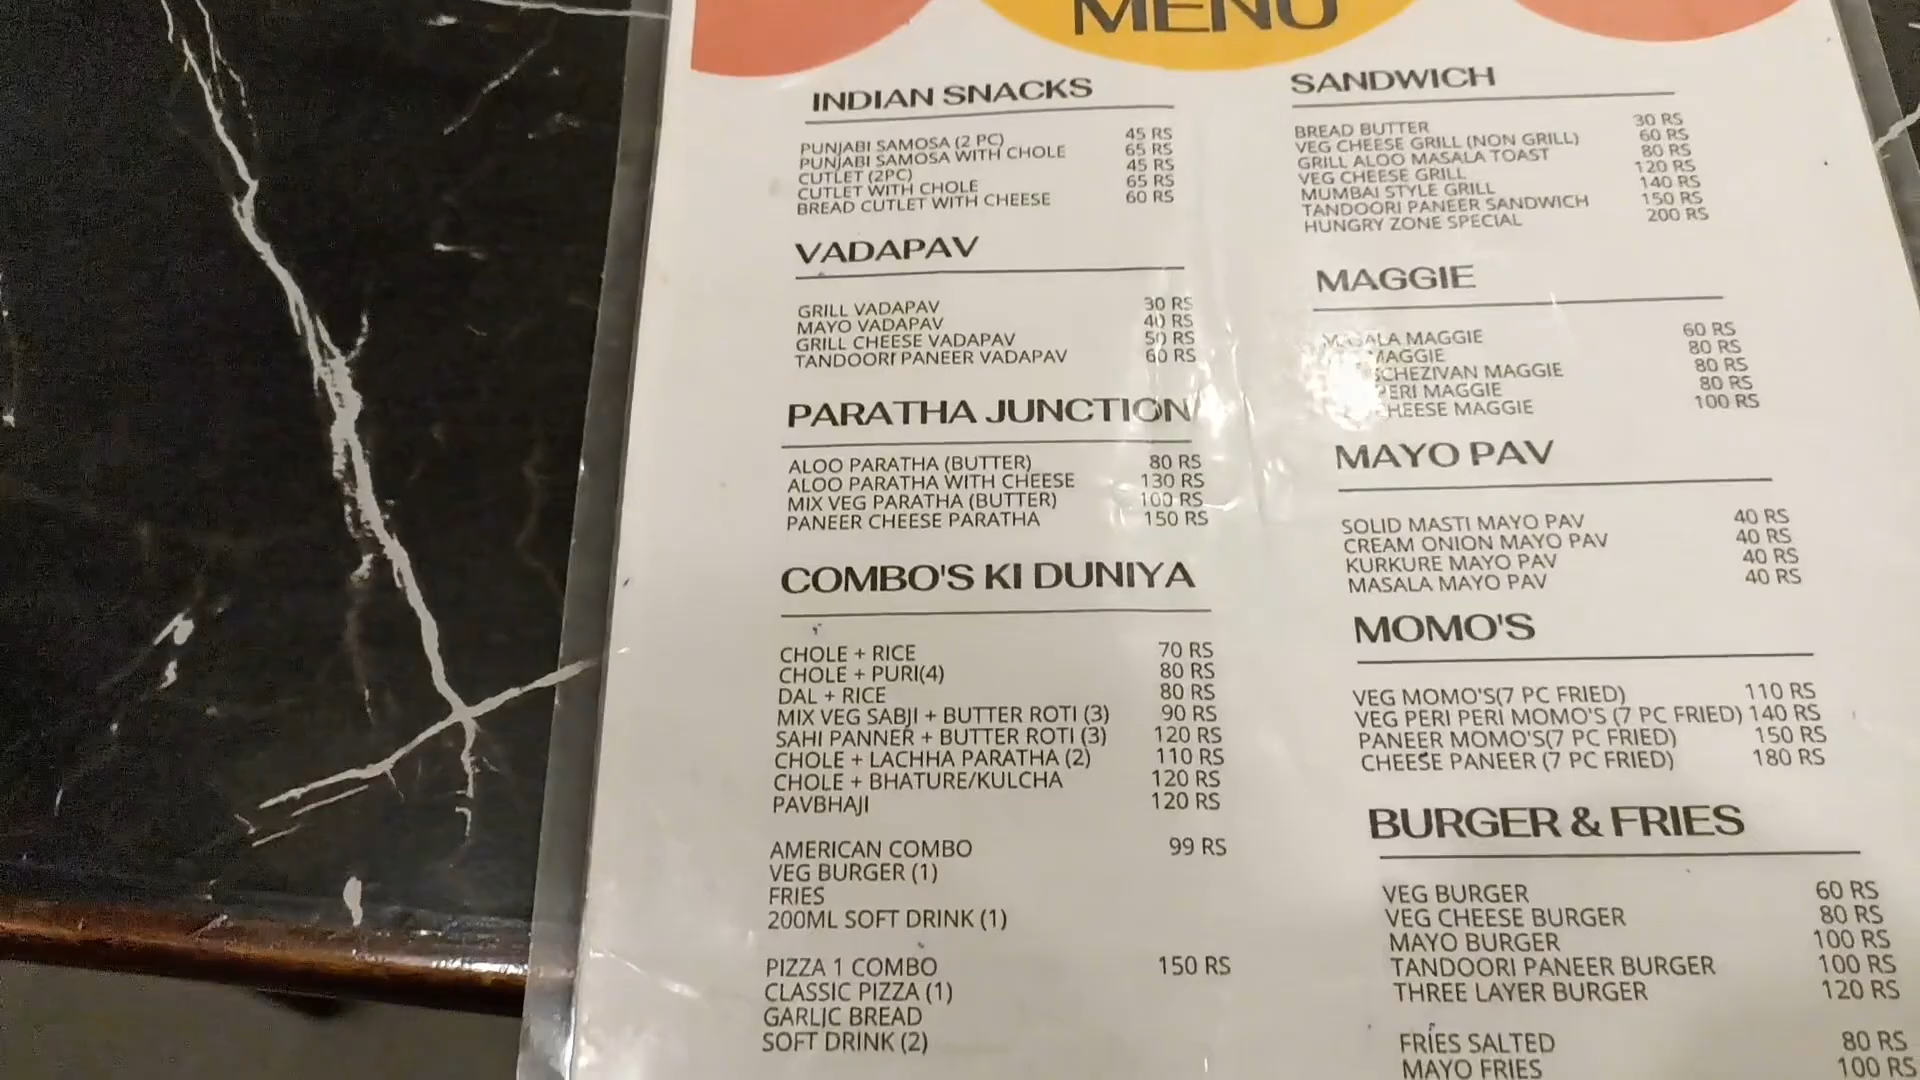 MENU
INDIAN SNACKS
PUNJABI SAMOSA (2 PC) 45 RS
PUNJABI SAMOSA WITH CHOLE 65 RS
CUTLET (2PC) 45 RS
CUTLET WITH CHOLE 65 RS
BREAD CUTLET WITH CHEESE 60 RS
VADAPAV
GRILL VADAPAV 30 RS
MAYO VADAPAV 40 RS
GRILL CHEESE VADAPAV 50 RS
TANDOORI PANEER VADAPAV 60 RS
PARATHA JUNCTION
ALOO PARATHA (BUTTER) 80 RS
ALOO PARATHA WITH CHEESE 130 RS
MIX VEG PARATHA (BUTTER) 100 RS
PANEER CHEESE PARATHA 150 RS
COMBO'S KI DUNIYA
CHOLE + RICE 70 RS
CHOLE + PURI(4) 80 RS
DAL + RICE 80 RS
MIX VEG SABJI + BUTTER ROTI (3) 90 RS
SAHI PANNER + BUTTER ROTI (3) 120 RS
CHOLE + LACHHA PARATHA (2) 110 RS
CHOLE + BHATURE/KULCHA 120 RS
PAVBHAJI 120 RS
AMERICAN COMBO 99 RS
VEG BURGER (1)
FRIES
200ML SOFT DRINK (1)
PIZZA 1 COMBO 150 RS
CLASSIC PIZZA (1)
GARLIC BREAD
SOFT DRINK (2)
SANDWICH
BREAD BUTTER 30 RS
VEG CHEESE GRILL (NON GRILL) 60 RS
GRILL ALOO MASALA TOAST 80 RS
VEG CHEESE GRILL 120 RS
MUMBAI STYLE GRILL 140 RS
TANDOORI PANEER SANDWICH 150 RS
HUNGRY ZONE SPECIAL 200 RS
MAGGIE
MASALA MAGGIE 60 RS
MAGGIE 80 RS
SCHEZIVAN MAGGIE 80 RS
PERI MAGGIE 80 RS
CHEESE MAGGIE 100 RS
MAYO PAV
SOLID MASTI MAYO PAV 40 RS
CREAM ONION MAYO PAV 40 RS
KURKURE MAYO PAV 40 RS
MASALA MAYO PAV 40 RS
MOMO'S
VEG MOMO'S(7 PC FRIED) 110 RS
VEG PERI PERI MOMO'S (7 PC FRIED) 140 RS
PANEER MOMO'S(7 PC FRIED) 150 RS
CHEESE PANEER (7 PC FRIED) 180 RS
BURGER & FRIES
VEG BURGER 60 RS
VEG CHEESE BURGER 80 RS
MAYO BURGER 100 RS
TANDOORI PANEER BURGER 100 RS
THREE LAYER BURGER 120 RS
FRIES SALTED 80 RS
MAYO FRIES 100 RS